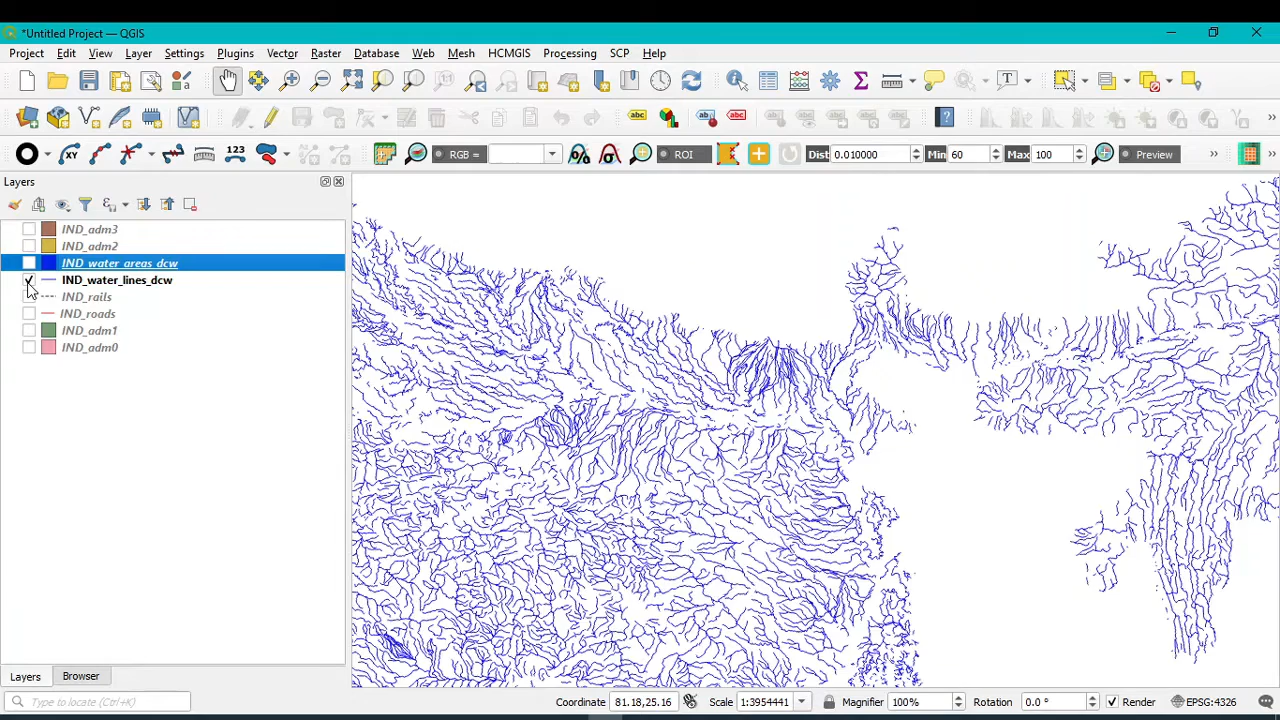 *Untitled Project — QGIS
Project Edit View Layer Settings Plugins Vector Raster Database Web Mesh HCMGIS Processing SCP Help
RGB = ROI Dist 0.010000 Min 60 Max 100 Preview
Layers
IND_adm3
IND_adm2
IND_water_areas_dcw
IND_water_lines_dcw
IND_rails
IND_roads
IND_adm1
IND_adm0
Layers Browser
Type to locate (Ctrl+K) Coordinate 81.18,25.16 Scale 1:3954441 Magnifier 100% Rotation 0.0 ° Render EPSG:4326